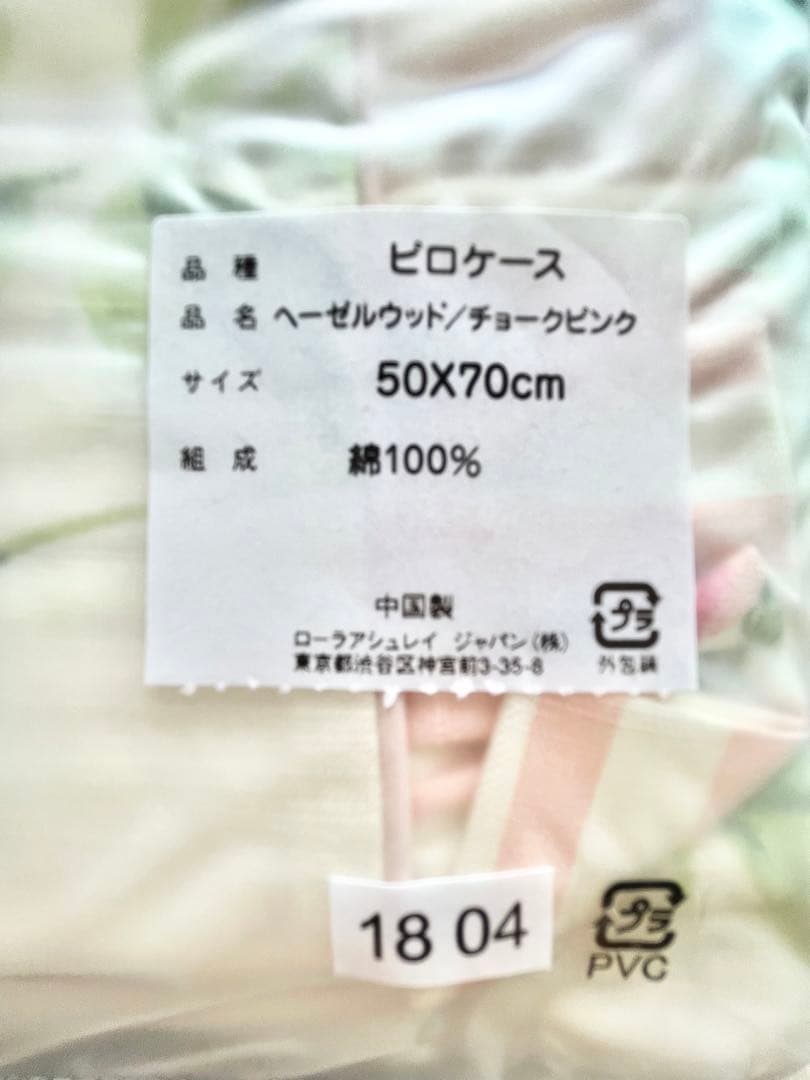 品 種 ピロケース
品 名 ヘーゼルウッド/チョークピンク
サイズ 50X70cm
組 成 綿100%
中国製
ローラアシュレイ ジャパン(株)
東京都渋谷区神宮前3-35-8
プラ
外包装
18 04
プラ
PVC